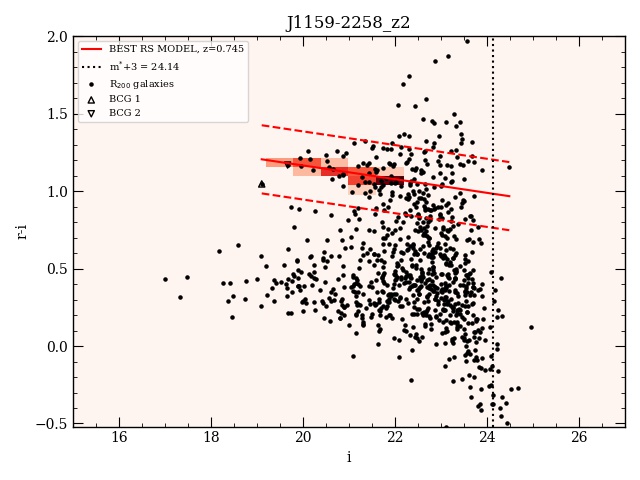 J1159-2258_z2
BEST RS MODEL, z=0.745
m*+3 = 24.14
R200 galaxies
BCG 1
BCG 2
2.0
1.5
1.0
0.5
0.0
−0.5
r-i
16 18 20 22 24 26
i